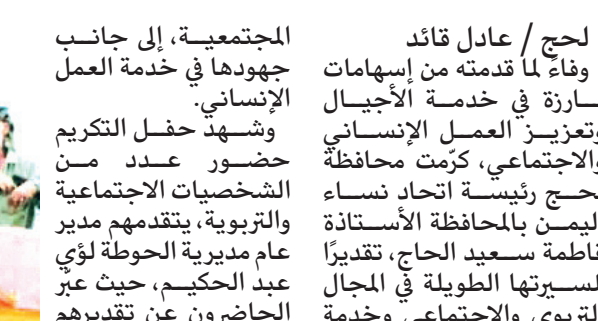 لحج / عادل قائد
وفاءً لما قدمته من إسهامات
ـارزة في خدمة الأجيال
وتعزيز العمل الإنساني
والاجتماعي، كرّمت محافظة
لحج رئيسة اتحاد نساء
اليمن بالمحافظة الأستاذة
فاطمة سعيد الحاج، تقديرًا
لمسيرتها الطويلة في المجال
التربوي والاجتماعي وخدمة
المجتمعية، إلى جانب
جهودها في خدمة العمل
الإنساني.
وشهد حفل التكريم
حضور عدد من
الشخصيات الاجتماعية
والتربوية، يتقدمهم مدير
عام مديرية الحوطة لؤي
عبد الحكيم، حيث عبّر
الحاضرون عن تقديرهم